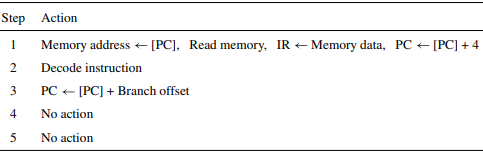 Step Action
1 Memory address ← [PC], Read memory, IR ← Memory data, PC ← [PC] + 4
2 Decode instruction
3 PC ← [PC] + Branch offset
4 No action
5 No action